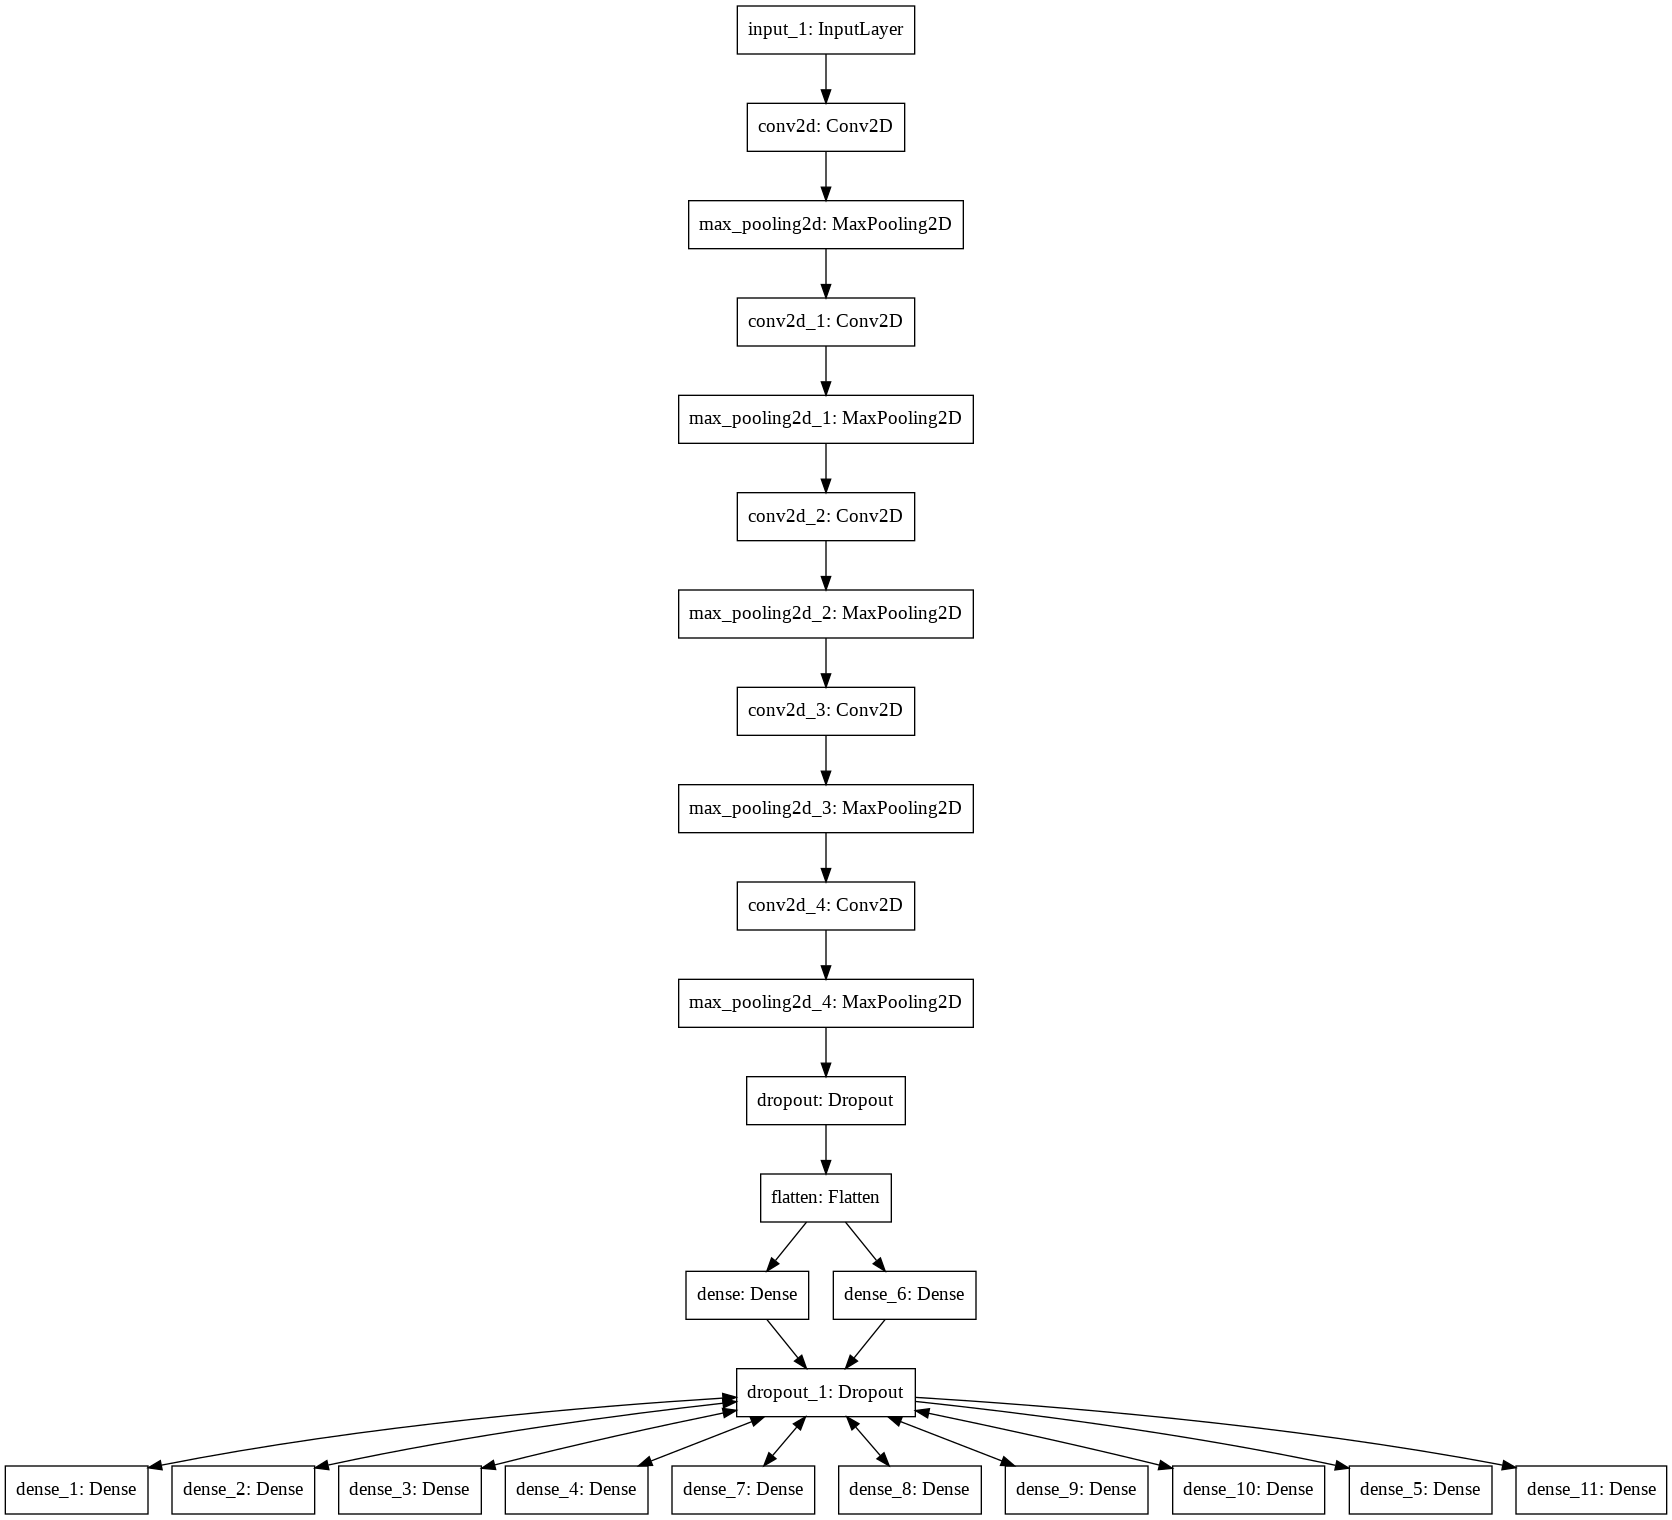 input_1: InputLayer
conv2d: Conv2D
max_pooling2d: MaxPooling2D
conv2d_1: Conv2D
max_pooling2d_1: MaxPooling2D
conv2d_2: Conv2D
max_pooling2d_2: MaxPooling2D
conv2d_3: Conv2D
max_pooling2d_3: MaxPooling2D
conv2d_4: Conv2D
max_pooling2d_4: MaxPooling2D
dropout: Dropout
flatten: Flatten
dense: Dense
dense_6: Dense
dropout_1: Dropout
dense_1: Dense
dense_2: Dense
dense_3: Dense
dense_4: Dense
dense_7: Dense
dense_8: Dense
dense_9: Dense
dense_10: Dense
dense_5: Dense
dense_11: Dense